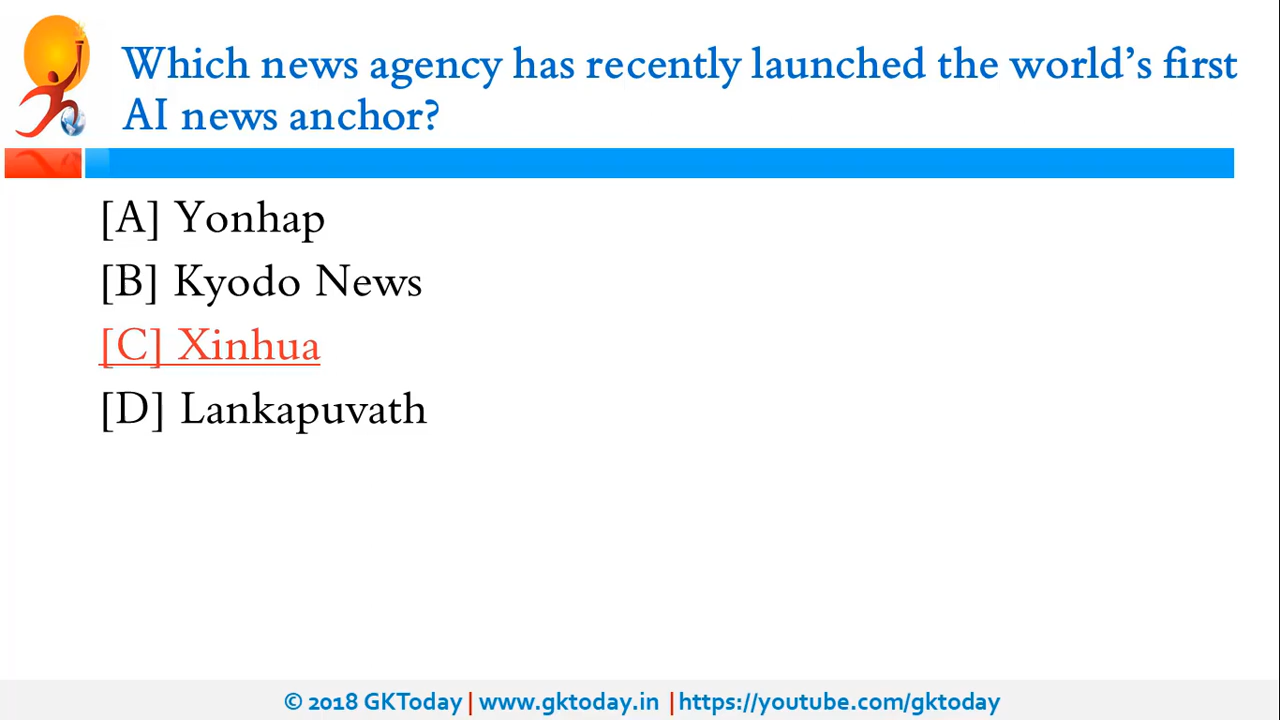 Which news agency has recently launched the world’s first
AI news anchor?
[A] Yonhap
[B] Kyodo News
[C] Xinhua
[D] Lankapuvath
© 2018 GKToday | www.gktoday.in | https://youtube.com/gktoday